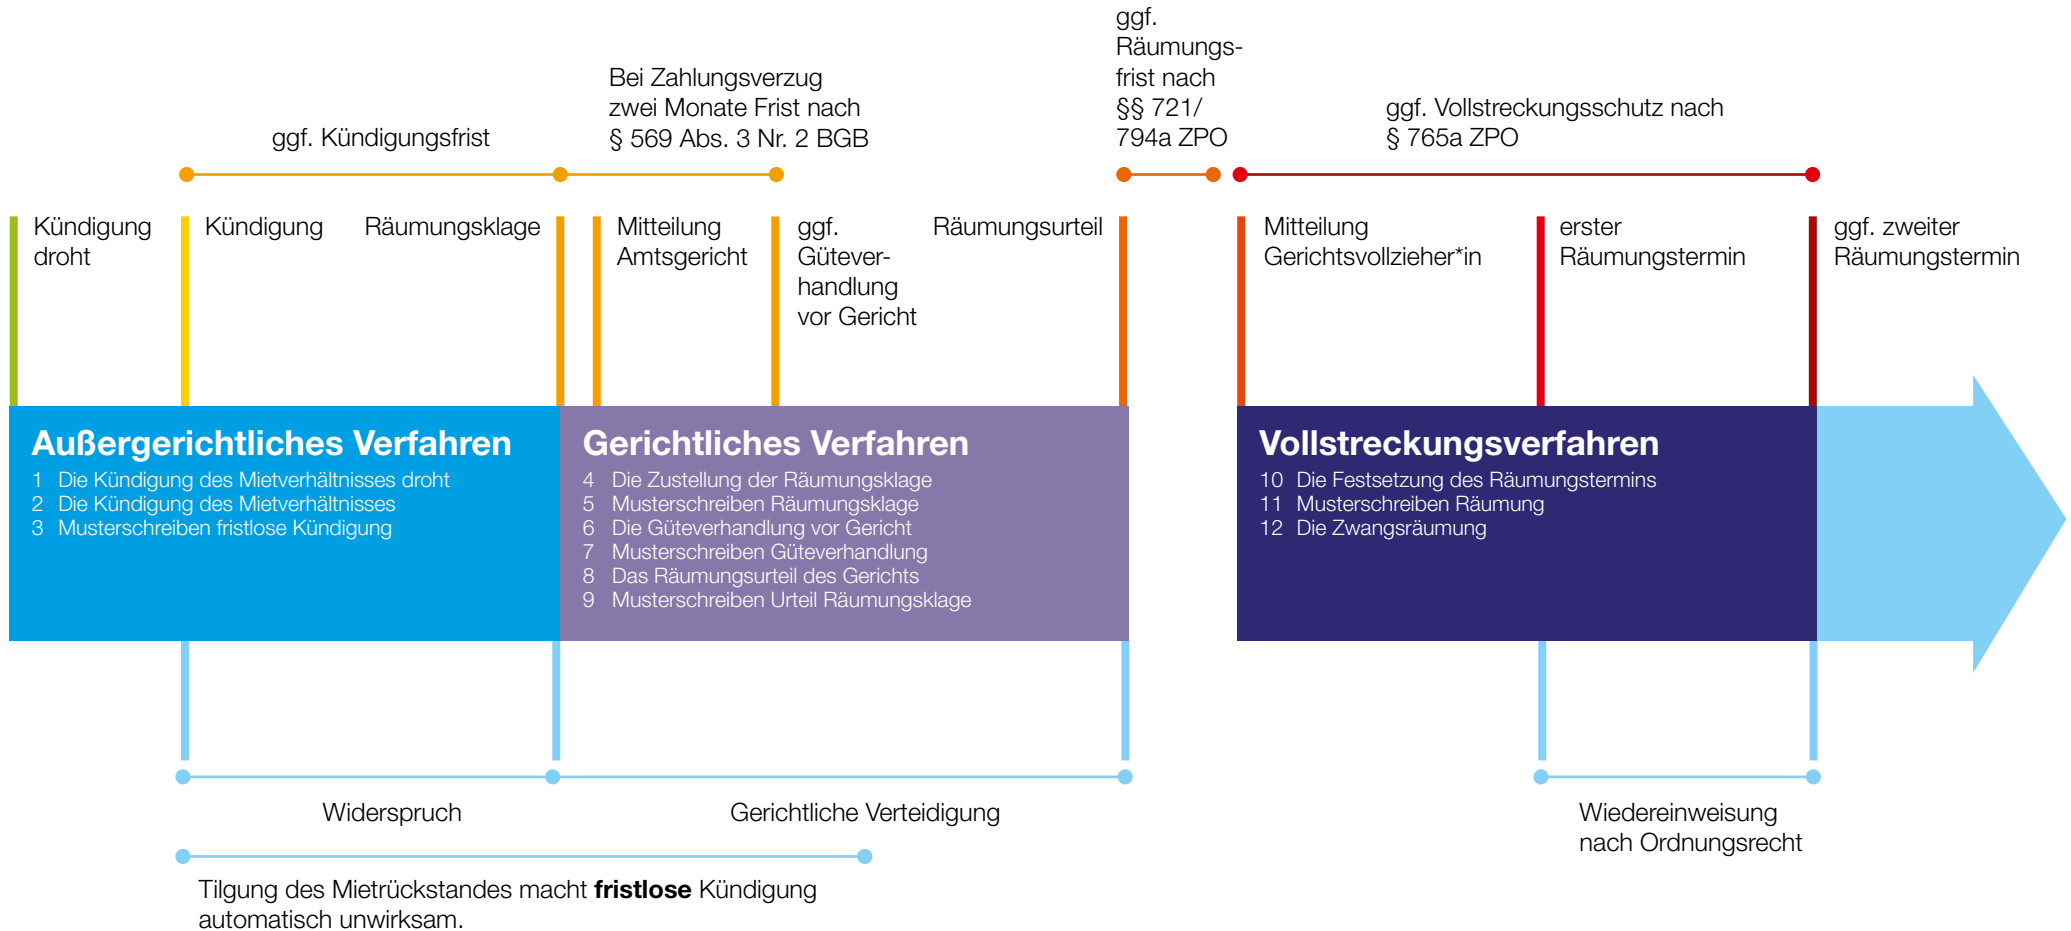 ggf. Kündigungsfrist
Bei Zahlungsverzug
zwei Monate Frist nach
§ 569 Abs. 3 Nr. 2 BGB
ggf.
Räumungs-
frist nach
§§ 721/
794a ZPO
ggf. Vollstreckungsschutz nach
§ 765a ZPO
Kündigung
droht
Kündigung
Räumungsklage
Mitteilung
Amtsgericht
ggf.
Gütever-
handlung
vor Gericht
Räumungsurteil
Mitteilung
Gerichtsvollzieher*in
erster
Räumungstermin
ggf. zweiter
Räumungstermin
Außergerichtliches Verfahren
1 Die Kündigung des Mietverhältnisses droht
2 Die Kündigung des Mietverhältnisses
3 Musterschreiben fristlose Kündigung
Gerichtliches Verfahren
4 Die Zustellung der Räumungsklage
5 Musterschreiben Räumungsklage
6 Die Güteverhandlung vor Gericht
7 Musterschreiben Güteverhandlung
8 Das Räumungsurteil des Gerichts
9 Musterschreiben Urteil Räumungsklage
Vollstreckungsverfahren
10 Die Festsetzung des Räumungstermins
11 Musterschreiben Räumung
12 Die Zwangsräumung
Widerspruch
Gerichtliche Verteidigung
Wiedereinweisung
nach Ordnungsrecht
Tilgung des Mietrückstandes macht fristlose Kündigung
automatisch unwirksam.